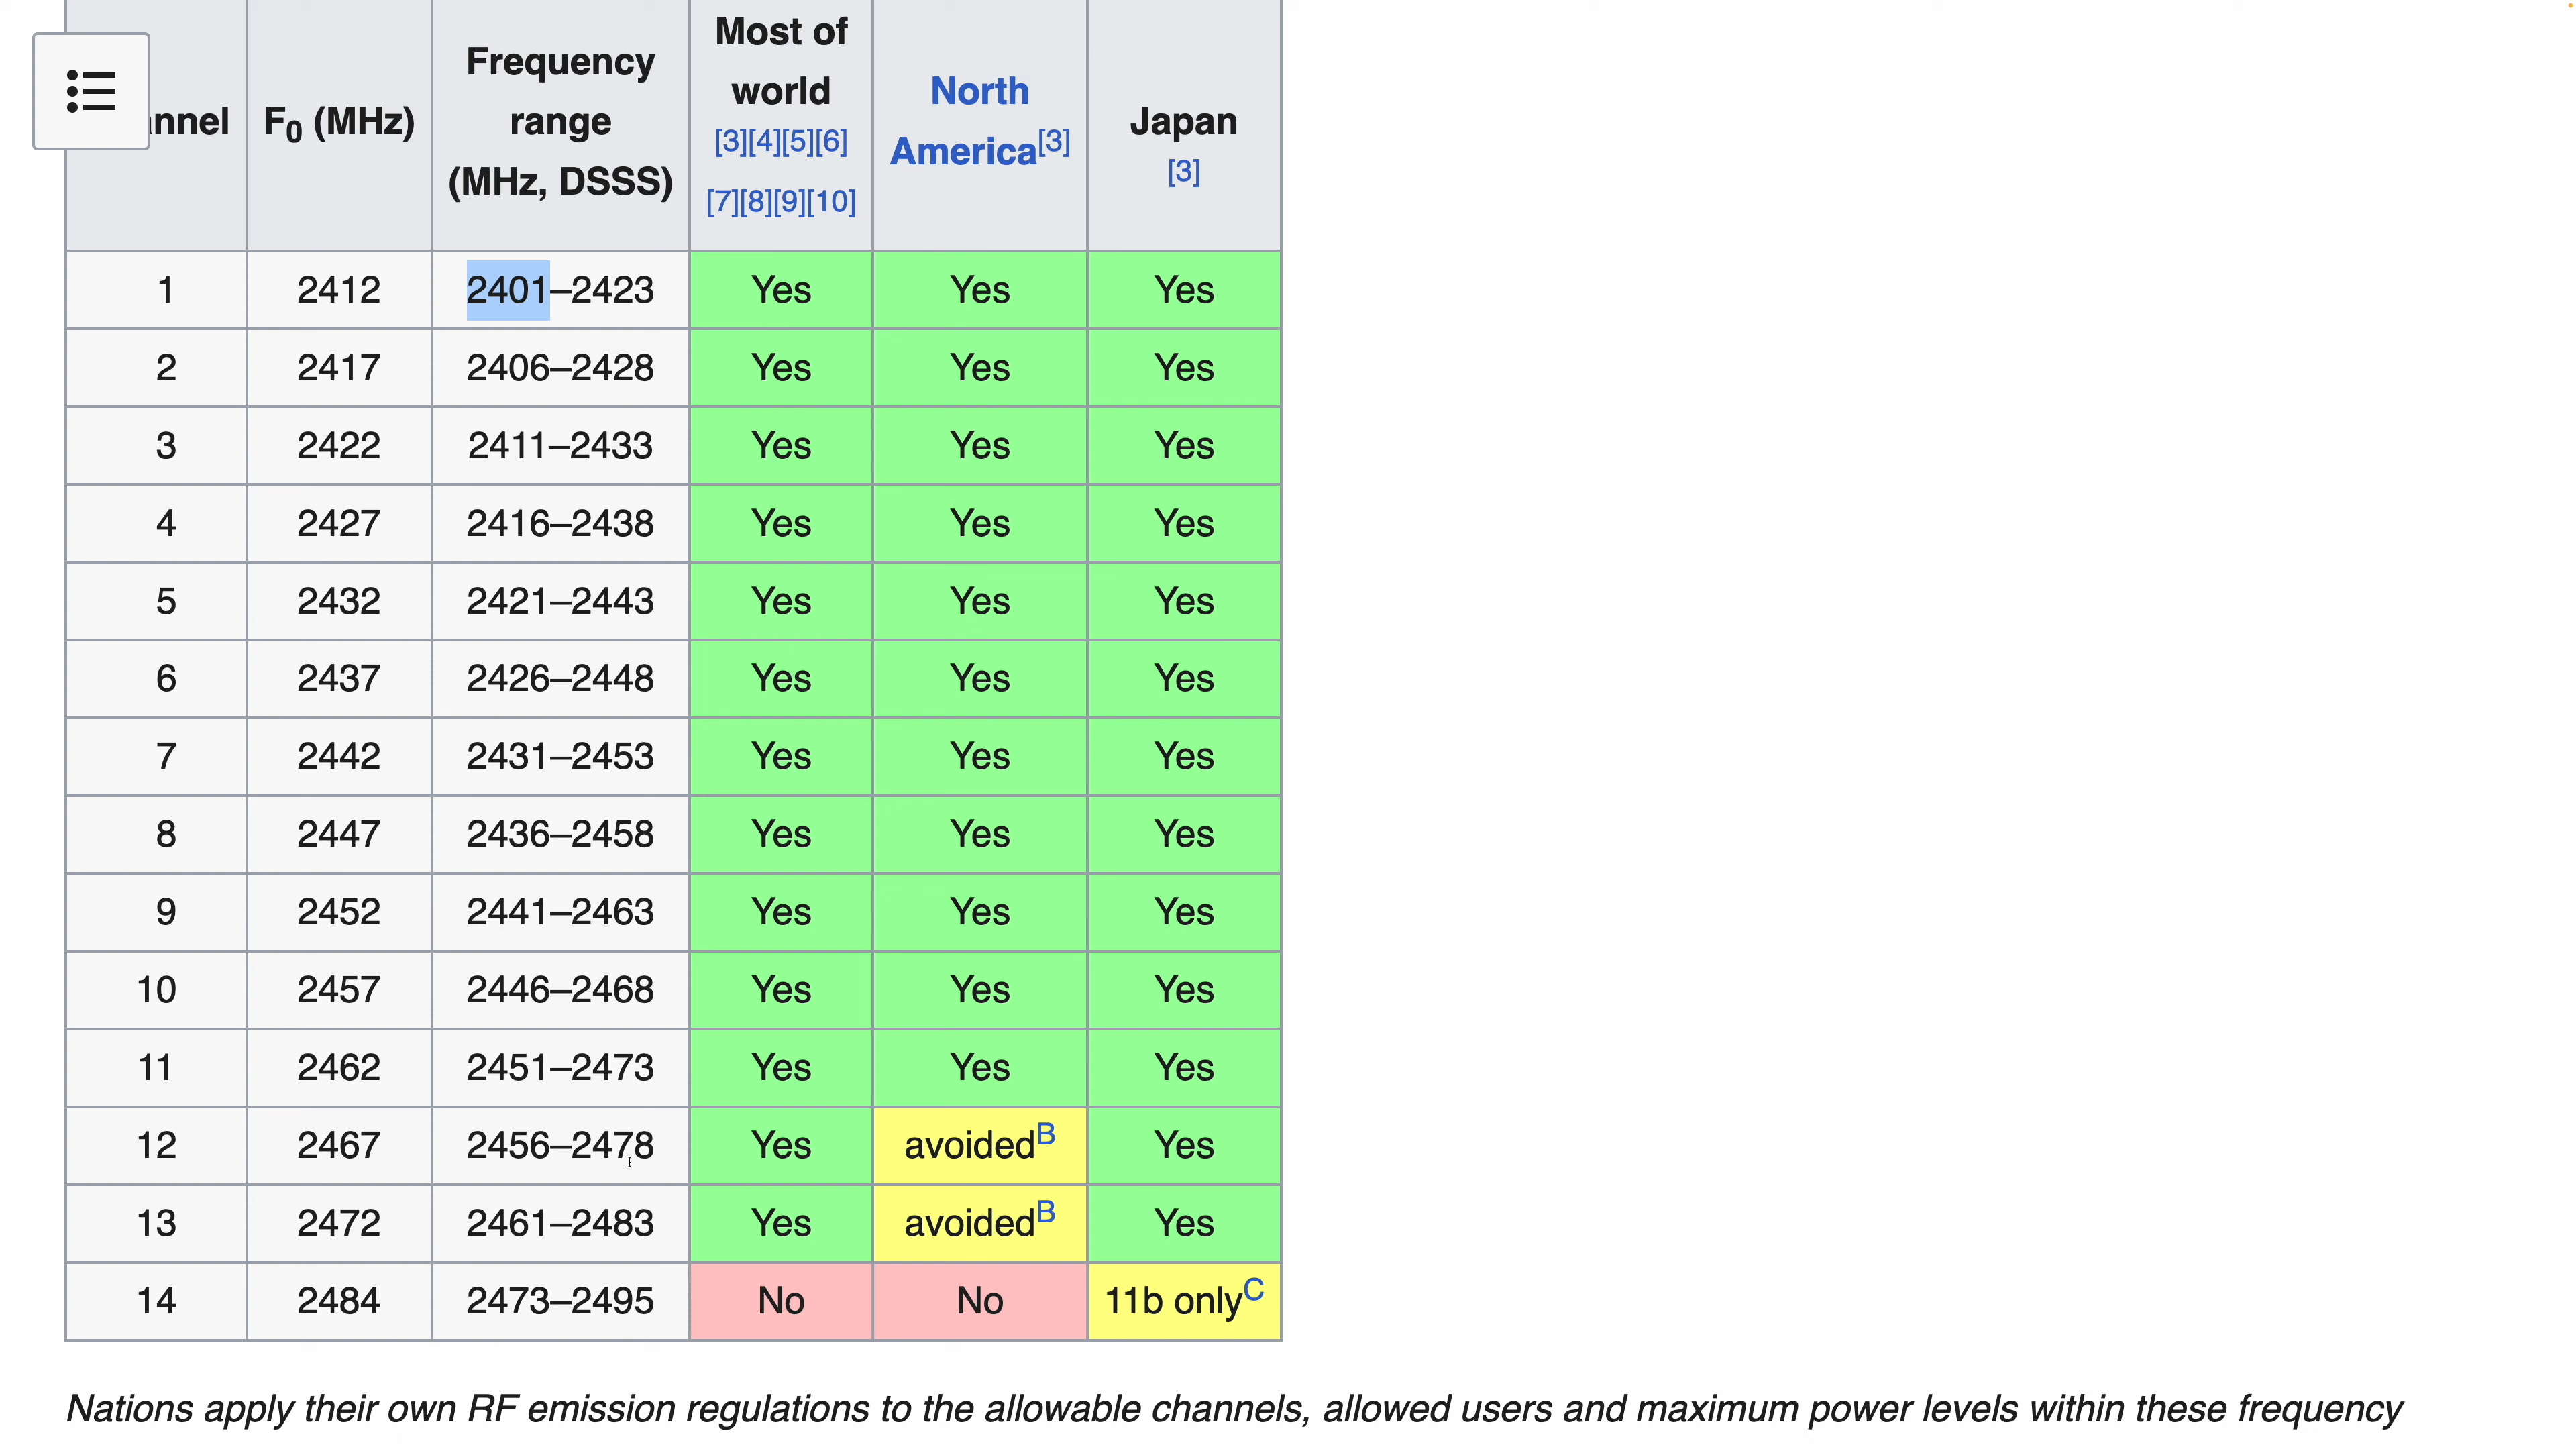 nnel F0 (MHz) Frequency range (MHz, DSSS) Most of world [3][4][5][6] [7][8][9][10] North America[3] Japan [3]
1 2412 2401–2423 Yes Yes Yes
2 2417 2406–2428 Yes Yes Yes
3 2422 2411–2433 Yes Yes Yes
4 2427 2416–2438 Yes Yes Yes
5 2432 2421–2443 Yes Yes Yes
6 2437 2426–2448 Yes Yes Yes
7 2442 2431–2453 Yes Yes Yes
8 2447 2436–2458 Yes Yes Yes
9 2452 2441–2463 Yes Yes Yes
10 2457 2446–2468 Yes Yes Yes
11 2462 2451–2473 Yes Yes Yes
12 2467 2456–2478 Yes avoidedB Yes
13 2472 2461–2483 Yes avoidedB Yes
14 2484 2473–2495 No No 11b onlyC
Nations apply their own RF emission regulations to the allowable channels, allowed users and maximum power levels within these frequency